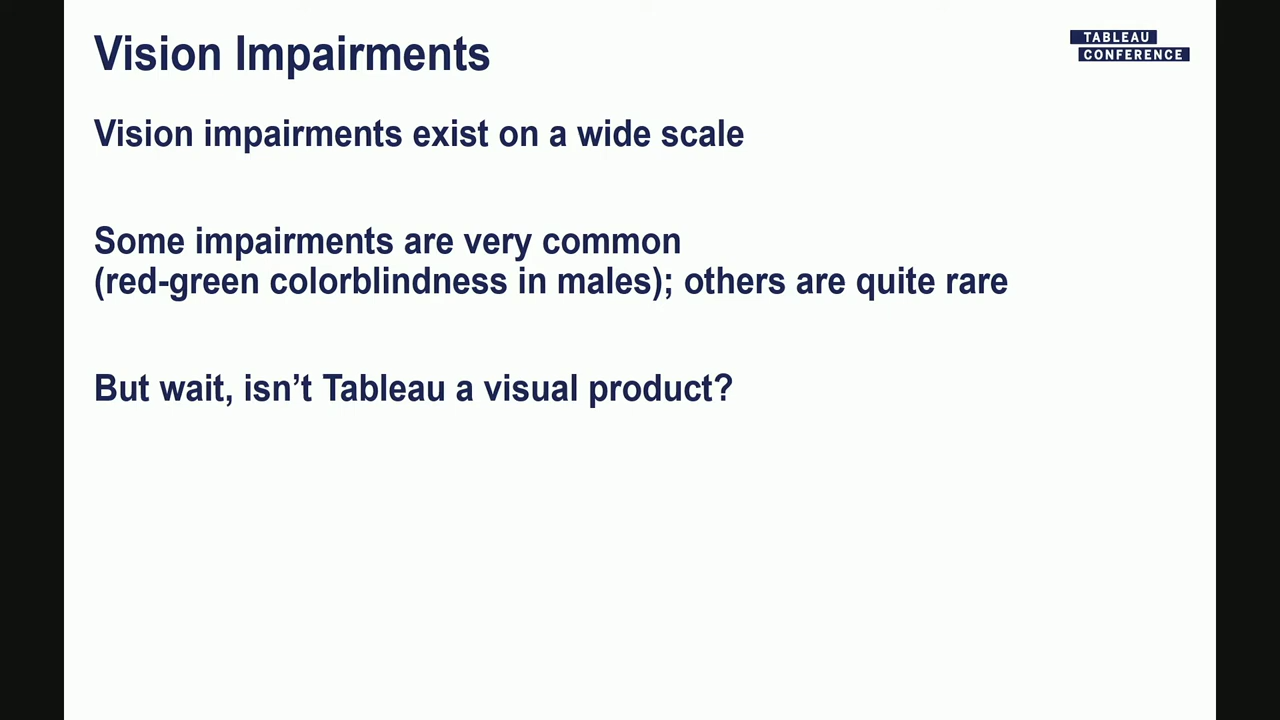 Vision Impairments
TABLEAU
CONFERENCE
Vision impairments exist on a wide scale
Some impairments are very common
(red-green colorblindness in males); others are quite rare
But wait, isn’t Tableau a visual product?